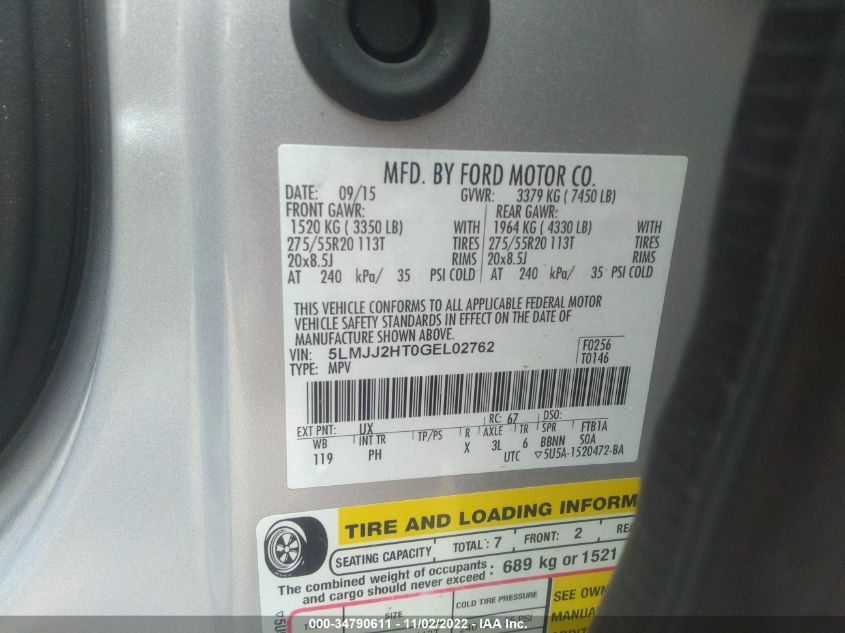 MFD. BY FORD MOTOR CO.
DATE: 09/15 GVWR: 3379 KG ( 7450 LB)
FRONT GAWR: REAR GAWR:
1520 KG ( 3350 LB) WITH 1964 KG ( 4330 LB) WITH
275/55R20 113T TIRES 275/55R20 113T TIRES
20x8.5J RIMS 20x8.5J RIMS
AT 240 kPa/ 35 PSI COLD AT 240 kPa/ 35 PSI COLD
THIS VEHICLE CONFORMS TO ALL APPLICABLE FEDERAL MOTOR
VEHICLE SAFETY STANDARDS IN EFFECT ON THE DATE OF
MANUFACTURE SHOWN ABOVE.
VIN: 5LMJJ2HT0GEL02762 F0256
TYPE: MPV T0146
EXT PNT: UX RC: 67 DSO:
WB INT TR TP/PS R AXLE TR SPR FTB1A
119 PH X 3L 6 BBNN SOA
UTC ▽5U5A-1520472-BA
TIRE AND LOADING INFORM
SEATING CAPACITY TOTAL: 7 FRONT: 2 REA
The combined weight of occupants : 689 kg or 1521
and cargo should never exceed
SIZE COLD TIRE PRESSURE SEE OWN
PSI MANUA
000-34790611 - 11/02/2022 - IAA Inc.